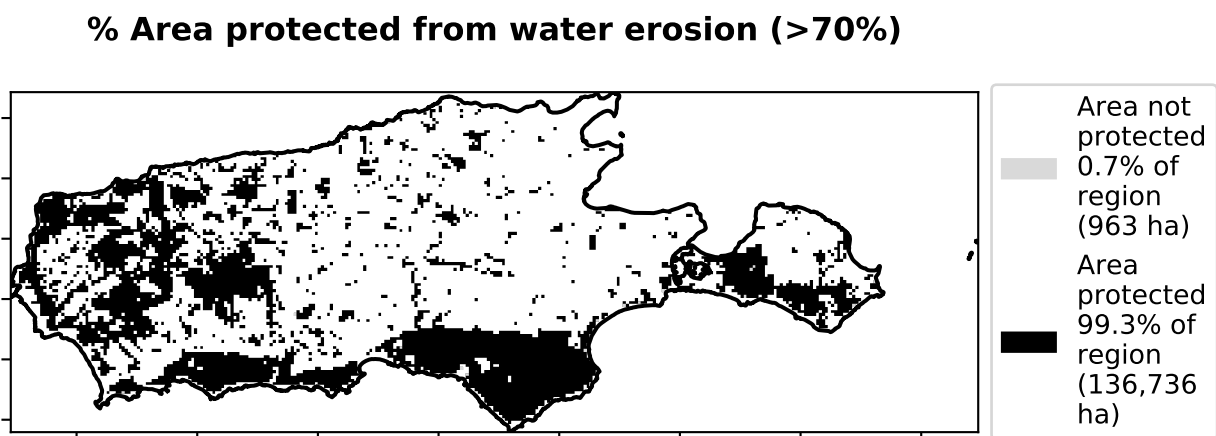 % Area protected from water erosion (>70%)
Area not
protected
0.7% of
region
(963 ha)
Area
protected
99.3% of
region
(136,736
ha)